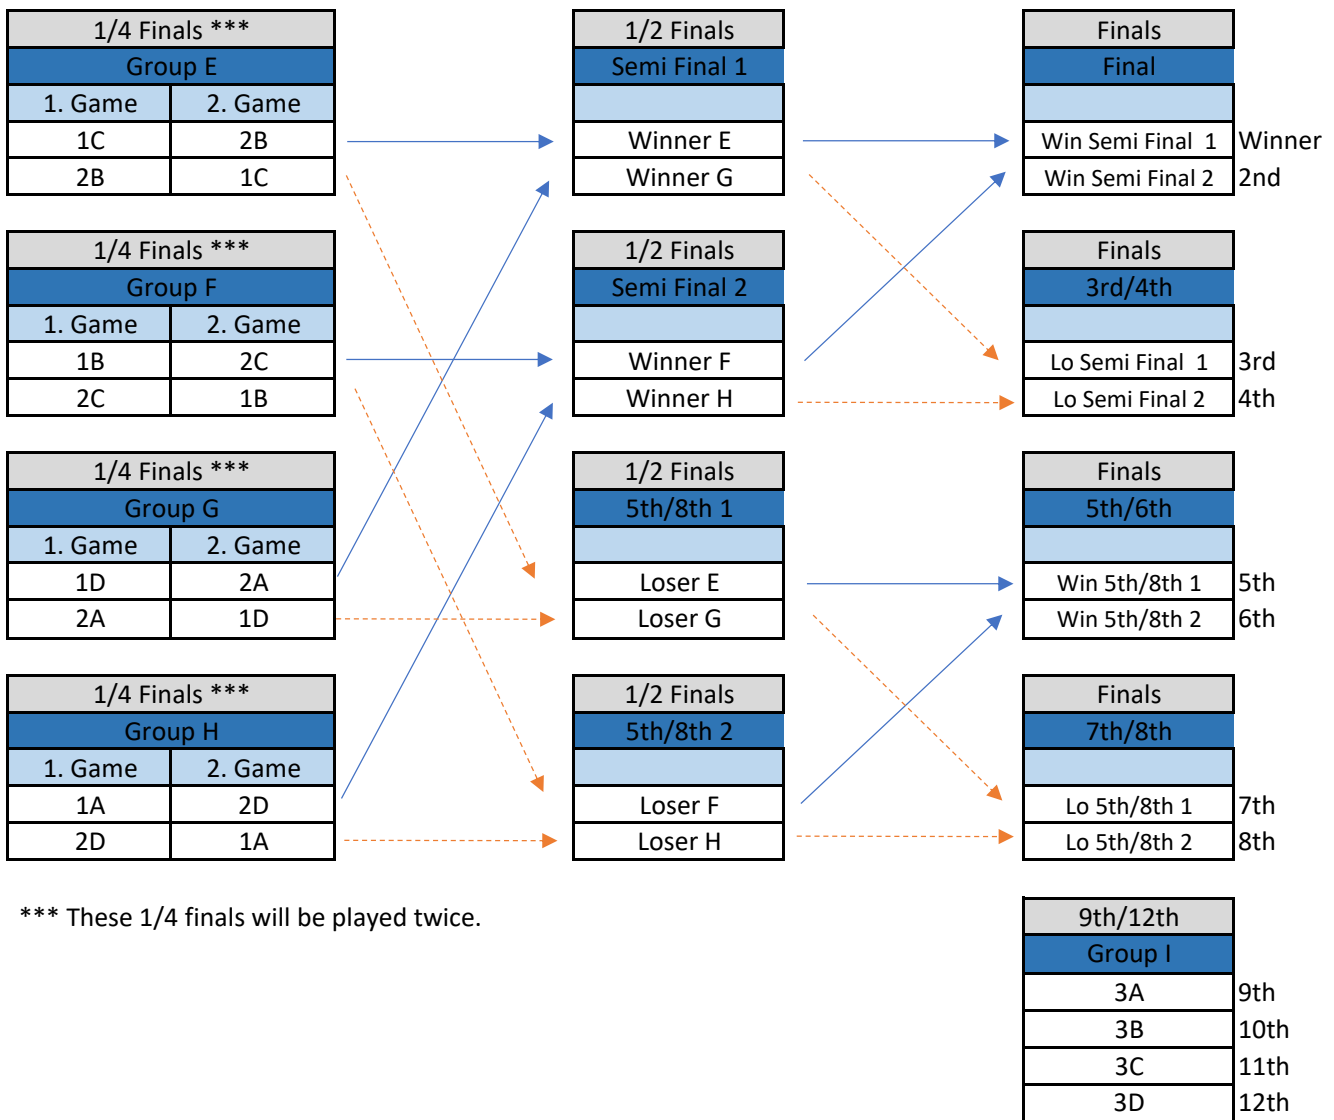 1/4 Finals ***
Group E
1. Game 2. Game
1C 2B
2B 1C
1/2 Finals
Semi Final 1
Winner E
Winner G
Finals
Final
Win Semi Final 1 Winner
Win Semi Final 2 2nd
1/4 Finals ***
Group F
1. Game 2. Game
1B 2C
2C 1B
1/2 Finals
Semi Final 2
Winner F
Winner H
Finals
3rd/4th
Lo Semi Final 1 3rd
Lo Semi Final 2 4th
1/4 Finals ***
Group G
1. Game 2. Game
1D 2A
2A 1D
1/2 Finals
5th/8th 1
Loser E
Loser G
Finals
5th/6th
Win 5th/8th 1 5th
Win 5th/8th 2 6th
1/4 Finals ***
Group H
1. Game 2. Game
1A 2D
2D 1A
1/2 Finals
5th/8th 2
Loser F
Loser H
Finals
7th/8th
Lo 5th/8th 1 7th
Lo 5th/8th 2 8th
*** These 1/4 finals will be played twice.
9th/12th
Group I
3A 9th
3B 10th
3C 11th
3D 12th